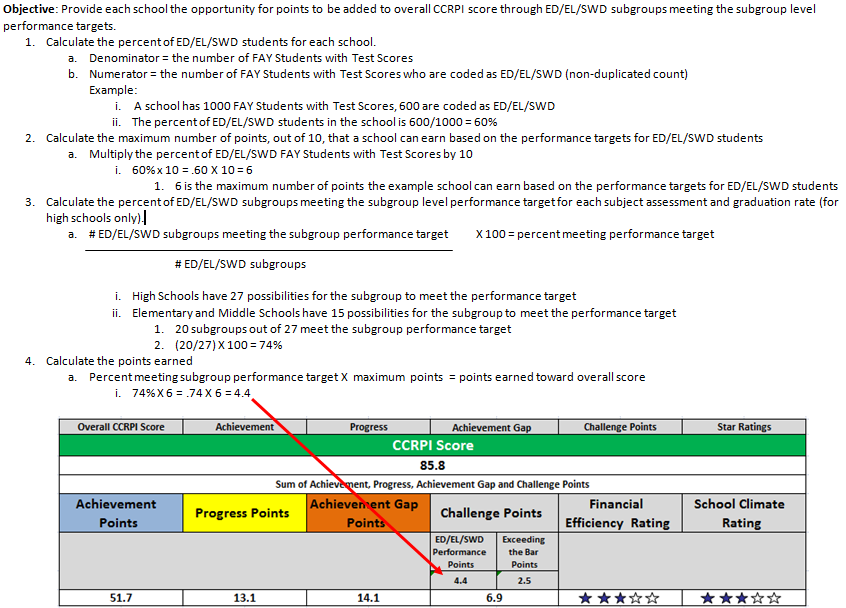 Objective: Provide each school the opportunity for points to be added to overall CCRPI score through ED/EL/SWD subgroups meeting the subgroup level
performance targets.
1. Calculate the percent of ED/EL/SWD students for each school.
a. Denominator = the number of FAY Students with Test Scores
b. Numerator = the number of FAY Students with Test Scores who are coded as ED/EL/SWD (non-duplicated count)
Example:
i. A school has 1000 FAY Students with Test Scores, 600 are coded as ED/EL/SWD
ii. The percent of ED/EL/SWD students in the school is 600/1000 = 60%
2. Calculate the maximum number of points, out of 10, that a school can earn based on the performance targets for ED/EL/SWD students
a. Multiply the percent of ED/EL/SWD FAY Students with Test Scores by 10
i. 60% x 10 = .60 X 10 = 6
1. 6 is the maximum number of points the example school can earn based on the performance targets for ED/EL/SWD students
3. Calculate the percent of ED/EL/SWD subgroups meeting the subgroup level performance target for each subject assessment and graduation rate (for
high schools only).
a. # ED/EL/SWD subgroups meeting the subgroup performance target X 100 = percent meeting performance target
# ED/EL/SWD subgroups
i. High Schools have 27 possibilities for the subgroup to meet the performance target
ii. Elementary and Middle Schools have 15 possibilities for the subgroup to meet the performance target
1. 20 subgroups out of 27 meet the subgroup performance target
2. (20/27) X 100 = 74%
4. Calculate the points earned
a. Percent meeting subgroup performance target X maximum points = points earned toward overall score
i. 74% X 6 = .74 X 6 = 4.4
Overall CCRPI Score Achievement Progress Achievement Gap Challenge Points Star Ratings
CCRPI Score
85.8
Sum of Achievement, Progress, Achievement Gap and Challenge Points
Achievement Points Progress Points Achievement Gap Points Challenge Points Financial Efficiency Rating School Climate Rating
ED/EL/SWD Performance Points Exceeding the Bar Points
4.4 2.5
51.7 13.1 14.1 6.9 ★★★☆☆ ★★★☆☆